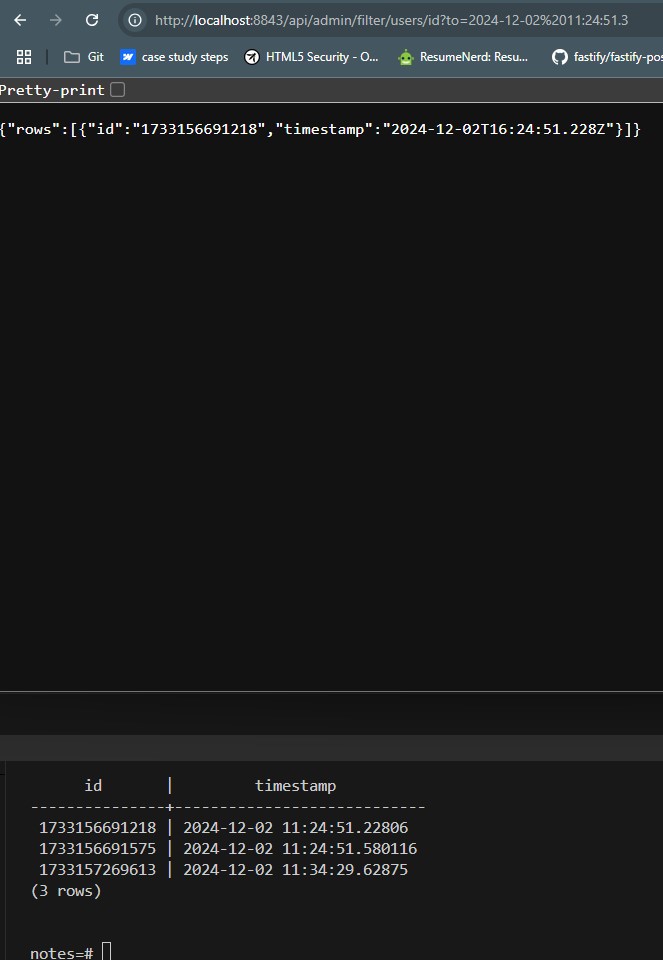 http://localhost:8843/api/admin/filter/users/id?to=2024-12-02%2011:24:51.3
Git case study steps HTML5 Security - O... ResumeNerd: Resu... fastify/fastify-pos
Pretty-print
{"rows":[{"id":"1733156691218","timestamp":"2024-12-02T16:24:51.228Z"}]}
id | timestamp
---------------+----------------------------
1733156691218 | 2024-12-02 11:24:51.22806
1733156691575 | 2024-12-02 11:24:51.580116
1733157269613 | 2024-12-02 11:34:29.62875
(3 rows)
notes=#